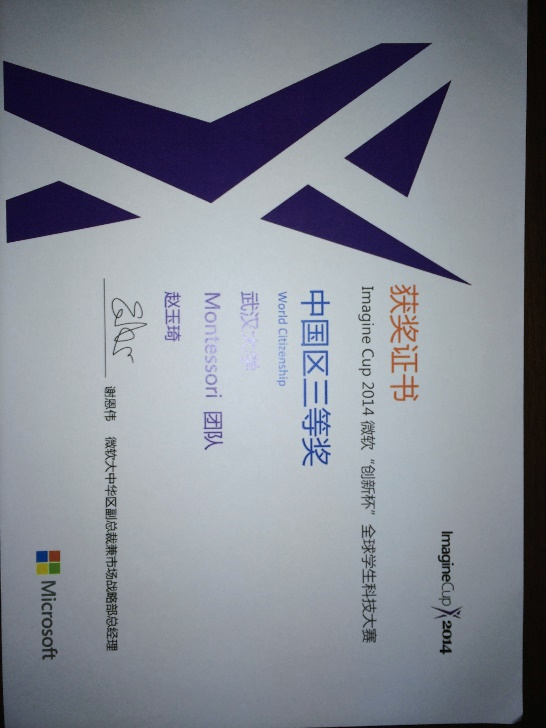 ImagineCup 2014
获奖证书
Imagine Cup 2014 微软“创新杯”全球学生科技大赛
中国区三等奖
World Citizenship
武汉大学
Montessori 团队
赵玉琦
谢恩伟 微软大中华区副总裁兼市场战略部总经理
Microsoft